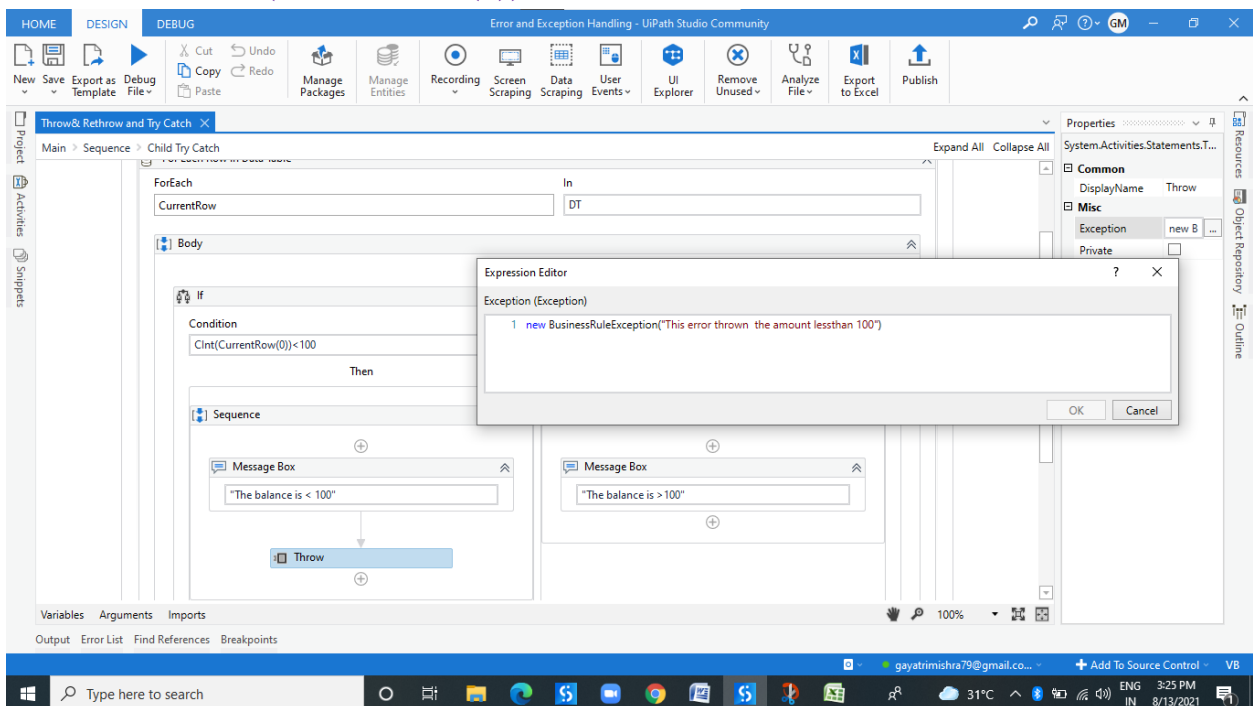 HOME DESIGN DEBUG Error and Exception Handling - UiPath Studio Community GM
Cut Undo
Copy Redo
Paste
New Save Export as Template Debug File Manage Packages Manage Entities Recording Screen Scraping Data Scraping User Events UI Explorer Remove Unused Analyze File Export to Excel Publish
Throw& Rethrow and Try Catch
Properties
Main > Sequence > Child Try Catch Expand All Collapse All
System.Activities.Statements.T...
Common
DisplayName Throw
Misc
Exception new B ...
Private
Project
Activities
Snippets
Resources
Object Repository
Outline
For Each Row in Data Table
ForEach In
CurrentRow DT
Body
If
Condition
CInt(CurrentRow(0))<100
Then
Sequence
Expression Editor ?
Exception (Exception)
1 new BusinessRuleException("This error thrown the amount lessthan 100")
OK Cancel
Message Box Message Box
"The balance is < 100" "The balance is >100"
Throw
Variables Arguments Imports 100%
Output Error List Find References Breakpoints
gayatrimishra79@gmail.co... Add To Source Control VB
Type here to search 31°C ENG IN 3:25 PM 8/13/2021